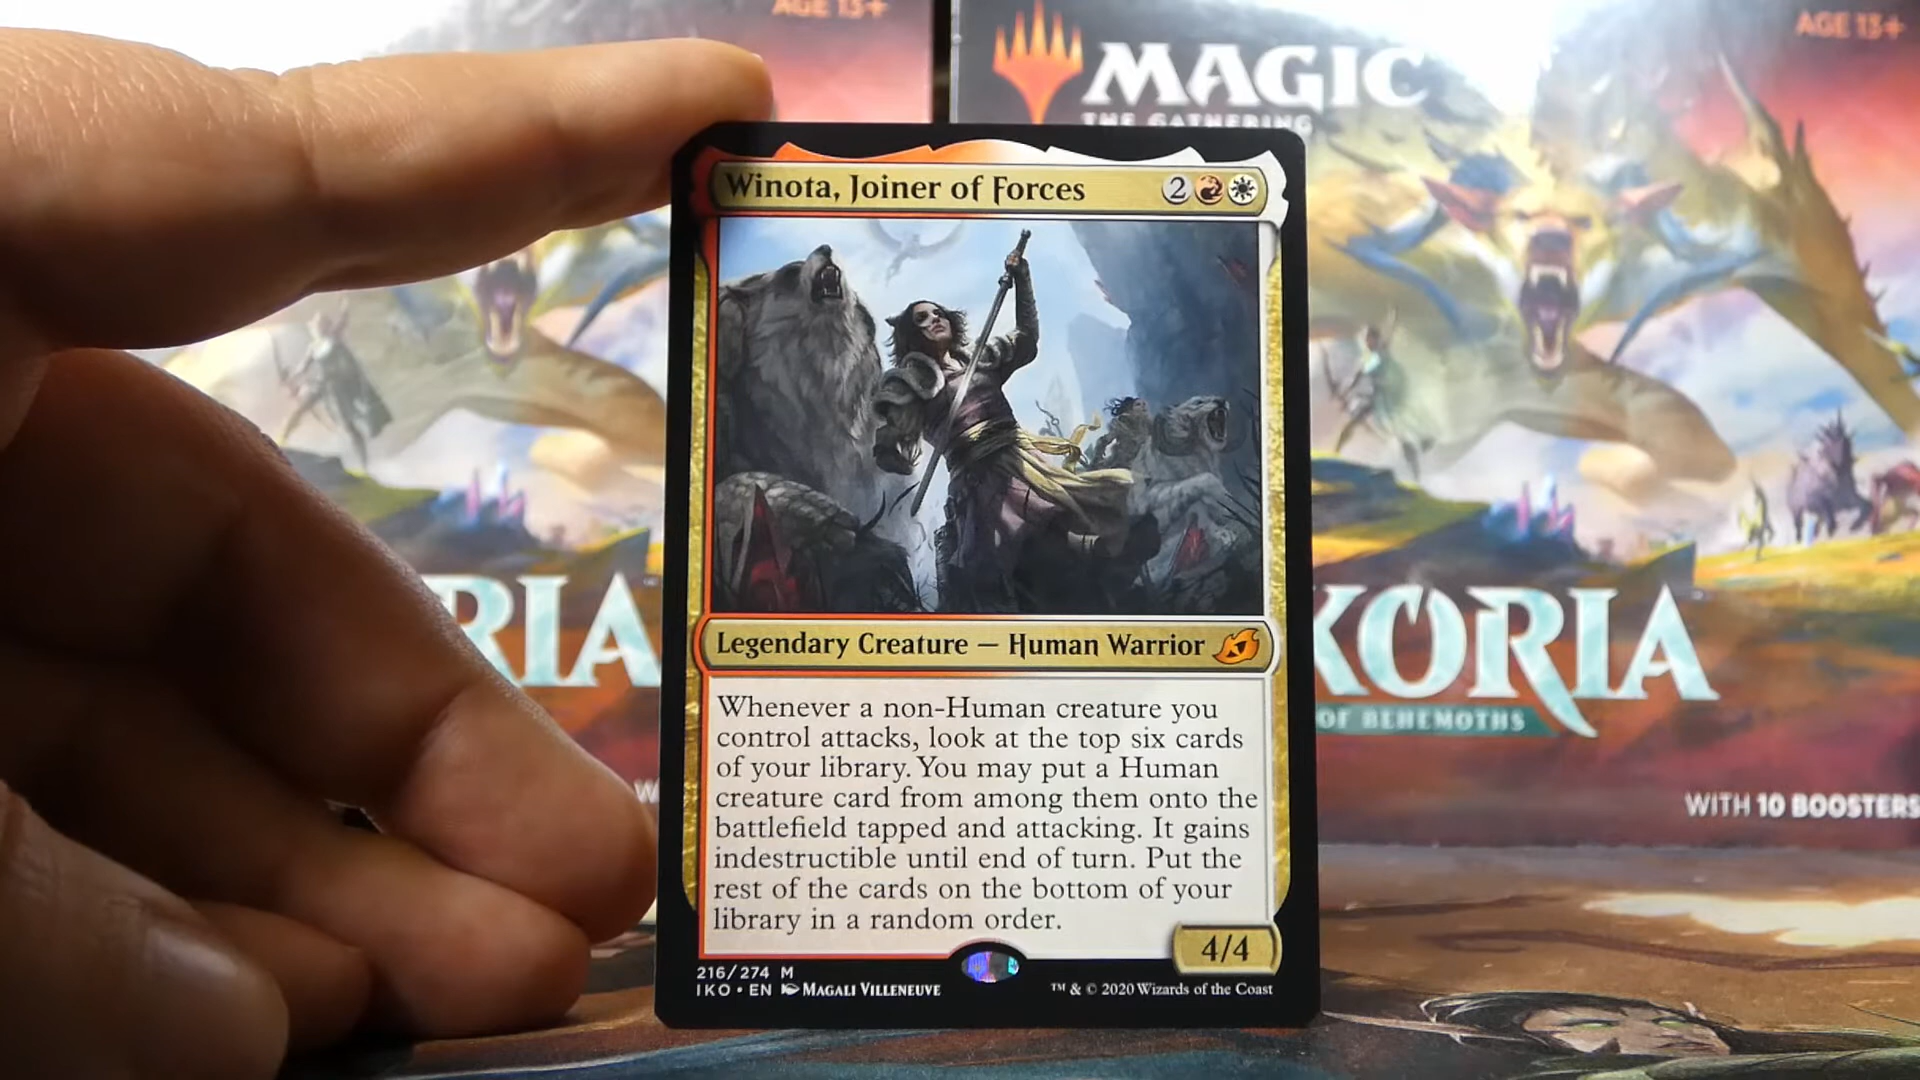 AGE 13+
AGE 13+
MAGIC
THE GATHERING
Winota, Joiner of Forces 2
Legendary Creature — Human Warrior
Whenever a non-Human creature you
control attacks, look at the top six cards
of your library. You may put a Human
creature card from among them onto the
battlefield tapped and attacking. It gains
indestructible until end of turn. Put the
rest of the cards on the bottom of your
library in a random order.
4/4
216/274 M
IKO • EN MAGALI VILLENEUVE
™ & © 2020 Wizards of the Coast
RIA
KORIA
OF BEHEMOTHS
W
WITH 10 BOOSTERS